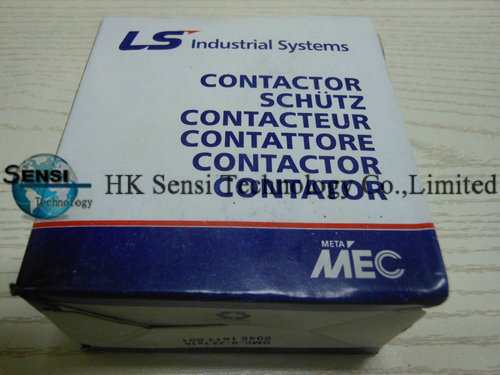 LS Industrial Systems
CONTACTOR
SCHÜTZ
CONTACTEUR
CONTATTORE
CONTACTOR
CONTATOR
SENSI
Technology
HK Sensi Technology Co.,Limited
META
MEC